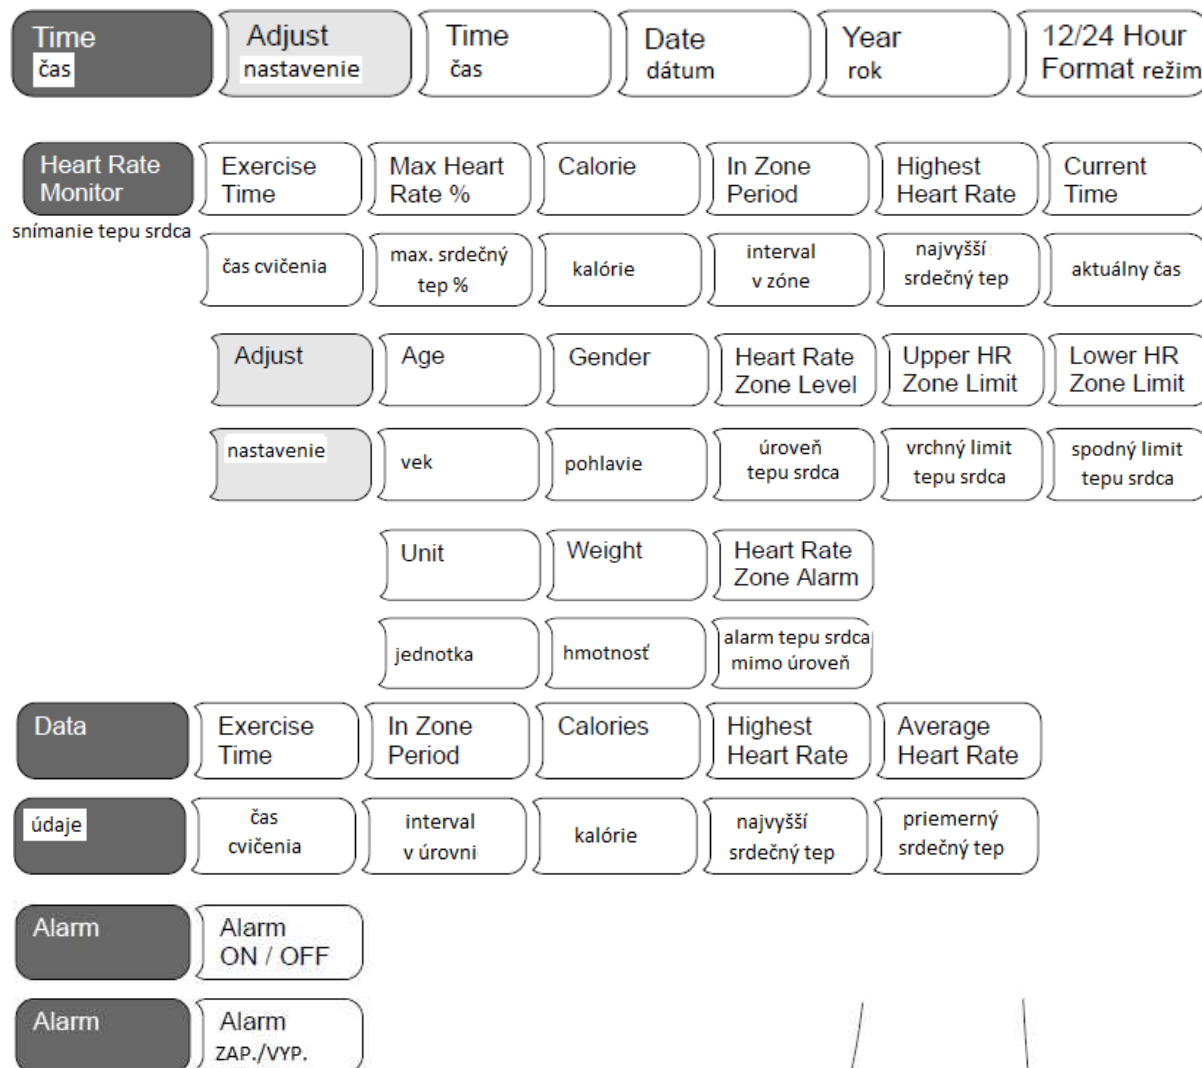 Time
čas
Adjust
nastavenie
Time
čas
Date
dátum
Year
rok
12/24 Hour
Format režim
Heart Rate
Monitor
snímanie tepu srdca
Exercise
Time
Max Heart
Rate %
Calorie
In Zone
Period
Highest
Heart Rate
Current
Time
čas cvičenia
max. srdečný
tep %
kalórie
interval
v zóne
najvyšší
srdečný tep
aktuálny čas
Adjust
Age
Gender
Heart Rate
Zone Level
Upper HR
Zone Limit
Lower HR
Zone Limit
nastavenie
vek
pohlavie
úroveň
tepu srdca
vrchný limit
tepu srdca
spodný limit
tepu srdca
Unit
Weight
Heart Rate
Zone Alarm
jednotka
hmotnosť
alarm tepu srdca
mimo úroveň
Data
Exercise
Time
In Zone
Period
Calories
Highest
Heart Rate
Average
Heart Rate
údaje
čas
cvičenia
interval
v úrovni
kalórie
najvyšší
srdečný tep
priemerný
srdečný tep
Alarm
Alarm
ON / OFF
Alarm
Alarm
ZAP./VYP.